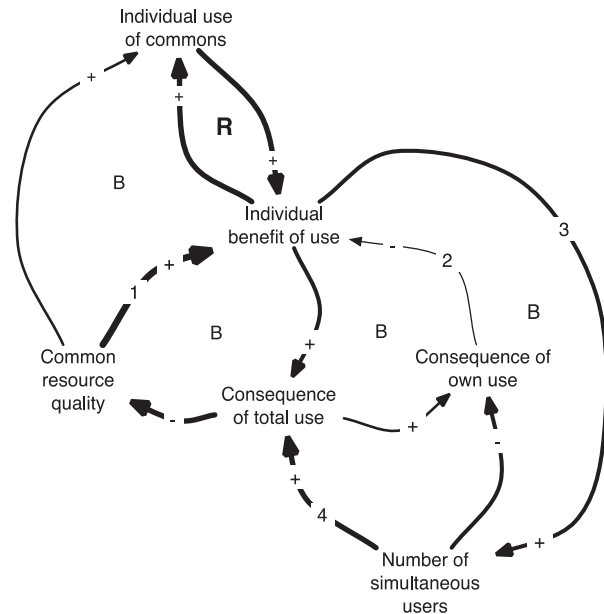 Individual use
of commons
+
+
R
+
+
B
Individual
benefit of use
3
-
2
1
+
B
B
B
+
Common
resource
quality
Consequence of
own use
Consequence
of total use
-
+
-
+
4
+
Number of
simultaneous
users